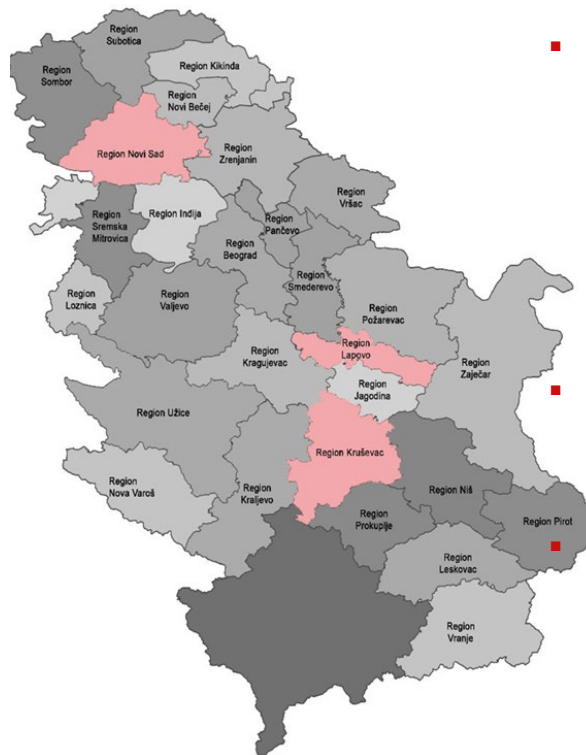 Region
Subotica
Region Kikinda
Region
Sombor
Region
Novi Bečej
Region Novi Sad
Region
Zrenjanin
Region
Vršac
Region Inđija
Region
Sremska
Mitrovica
Region
Pančevo
Region
Beograd
Region
Smederevo
Region
Loznica
Region
Valjevo
Region
Požarevac
Region
Lapovo
Region
Kragujevac
Region
Zaječar
Region
Jagodina
Region Užice
Region Kruševac
Region
Nova Varoš
Region
Kraljevo
Region Niš
Region
Prokuplje
Region Pirot
Region
Leskovac
Region
Vranje